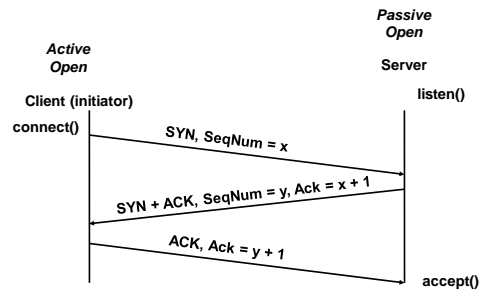 Passive
Open
Active
Open
Server
Client (initiator)
listen()
connect()
SYN, SeqNum = x
SYN + ACK, SeqNum = y, Ack = x + 1
ACK, Ack = y + 1
accept()